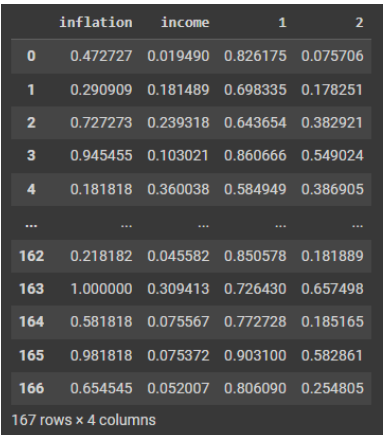 inflation income 1 2
0 0.472727 0.019490 0.826175 0.075706
1 0.290909 0.181489 0.698335 0.178251
2 0.727273 0.239318 0.643654 0.382921
3 0.945455 0.103021 0.860666 0.549024
4 0.181818 0.360038 0.584949 0.386905
... ... ... ... ...
162 0.218182 0.045582 0.850578 0.181889
163 1.000000 0.309413 0.726430 0.657498
164 0.581818 0.075567 0.772728 0.185165
165 0.981818 0.075372 0.903100 0.582861
166 0.654545 0.052007 0.806090 0.254805
167 rows × 4 columns